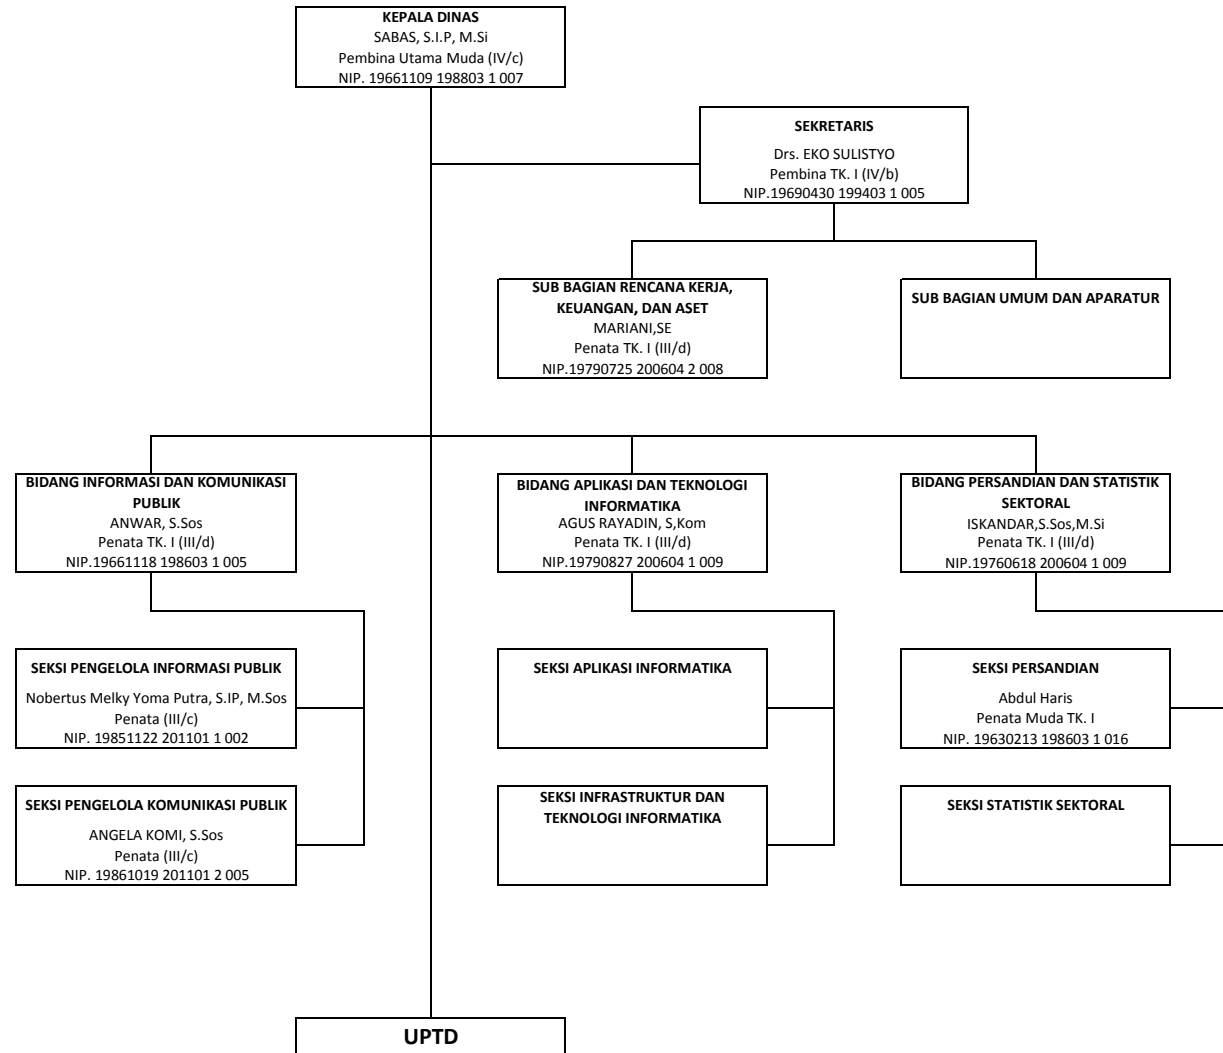 KEPALA DINAS
SABAS, S.I.P, M.Si
Pembina Utama Muda (IV/c)
NIP. 19661109 198803 1 007
SEKRETARIS
Drs. EKO SULISTYO
Pembina TK. I (IV/b)
NIP.19690430 199403 1 005
SUB BAGIAN RENCANA KERJA,
KEUANGAN, DAN ASET
MARIANI,SE
Penata TK. I (III/d)
NIP.19790725 200604 2 008
SUB BAGIAN UMUM DAN APARATUR
BIDANG INFORMASI DAN KOMUNIKASI
PUBLIK
ANWAR, S.Sos
Penata TK. I (III/d)
NIP.19661118 198603 1 005
BIDANG APLIKASI DAN TEKNOLOGI
INFORMATIKA
AGUS RAYADIN, S,Kom
Penata TK. I (III/d)
NIP.19790827 200604 1 009
BIDANG PERSANDIAN DAN STATISTIK
SEKTORAL
ISKANDAR,S.Sos,M.Si
Penata TK. I (III/d)
NIP.19760618 200604 1 009
SEKSI PENGELOLA INFORMASI PUBLIK
Nobertus Melky Yoma Putra, S.IP, M.Sos
Penata (III/c)
NIP. 19851122 201101 1 002
SEKSI APLIKASI INFORMATIKA
SEKSI PERSANDIAN
Abdul Haris
Penata Muda TK. I
NIP. 19630213 198603 1 016
SEKSI PENGELOLA KOMUNIKASI PUBLIK
ANGELA KOMI, S.Sos
Penata (III/c)
NIP. 19861019 201101 2 005
SEKSI INFRASTRUKTUR DAN
TEKNOLOGI INFORMATIKA
SEKSI STATISTIK SEKTORAL
UPTD